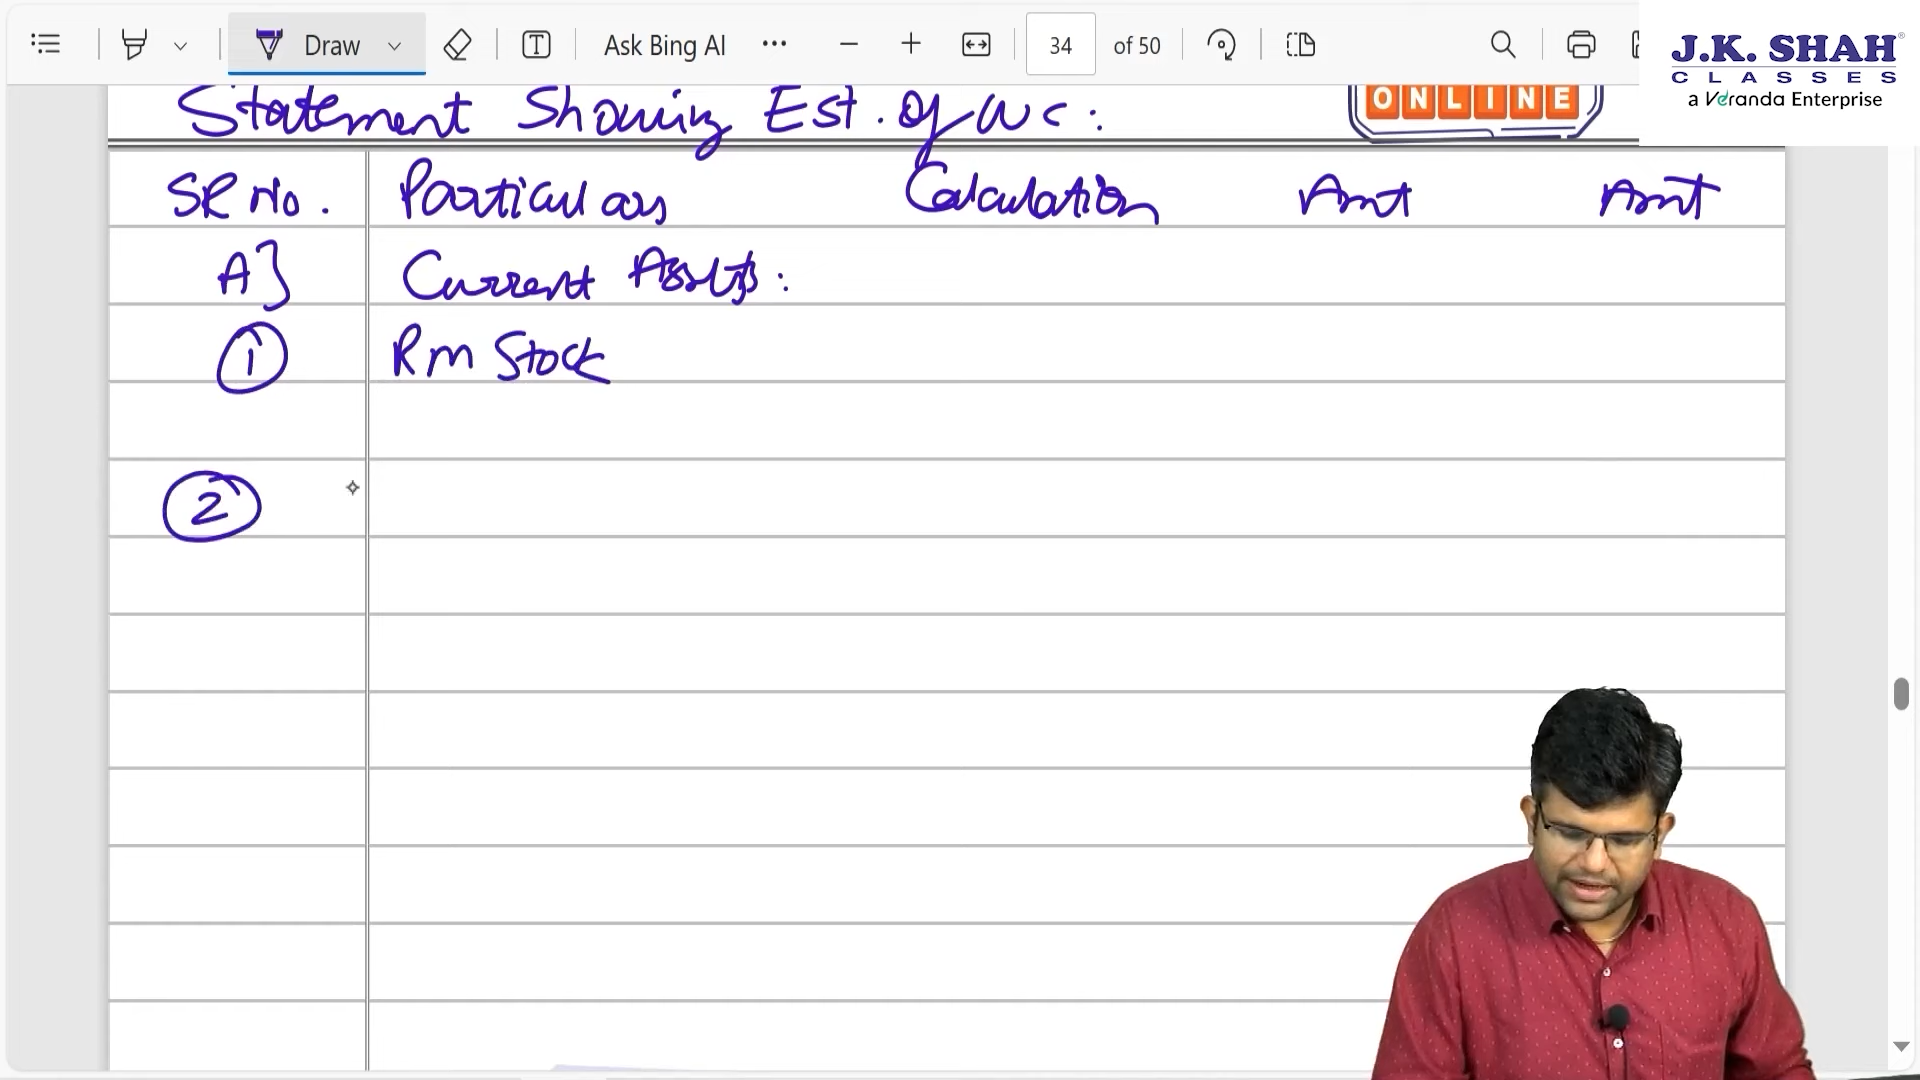 Draw
T
Ask Bing AI
34 of 50
J.K. SHAH
CLASSES
a Veranda Enterprise
ONLINE
Statement Showing Est. of WC :
SR No. Particulars Calculation Amt Amt
A] Current Assets :
1 Rm Stock
2